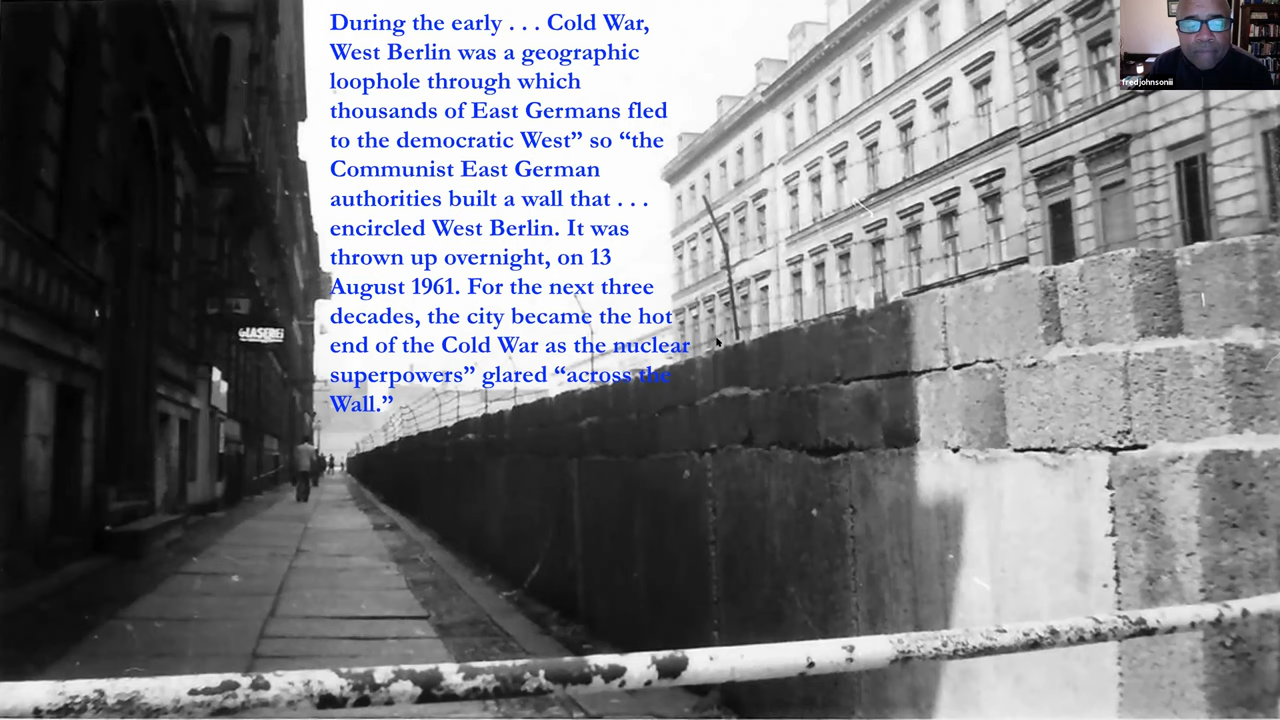 During the early . . . Cold War,
West Berlin was a geographic
loophole through which
thousands of East Germans fled
to the democratic West” so “the
Communist East German
authorities built a wall that . . .
encircled West Berlin. It was
thrown up overnight, on 13
August 1961. For the next three
decades, the city became the hot
end of the Cold War as the nuclear
superpowers” glared “across the
Wall.”
fredjohnsoniii
GLASEREI